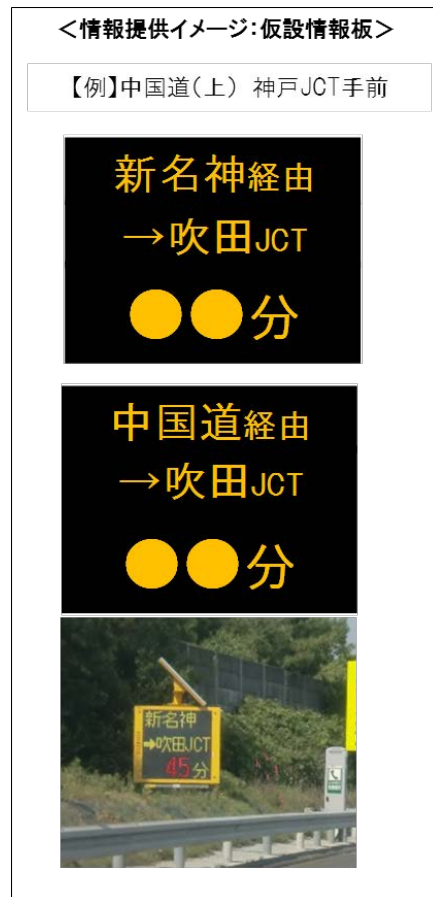 ＜情報提供イメージ：仮設情報板＞
【例】中国道（上） 神戸JCT手前
新名神経由
→吹田JCT
●●分
中国道経由
→吹田JCT
●●分
新名神
→吹田JCT
45分